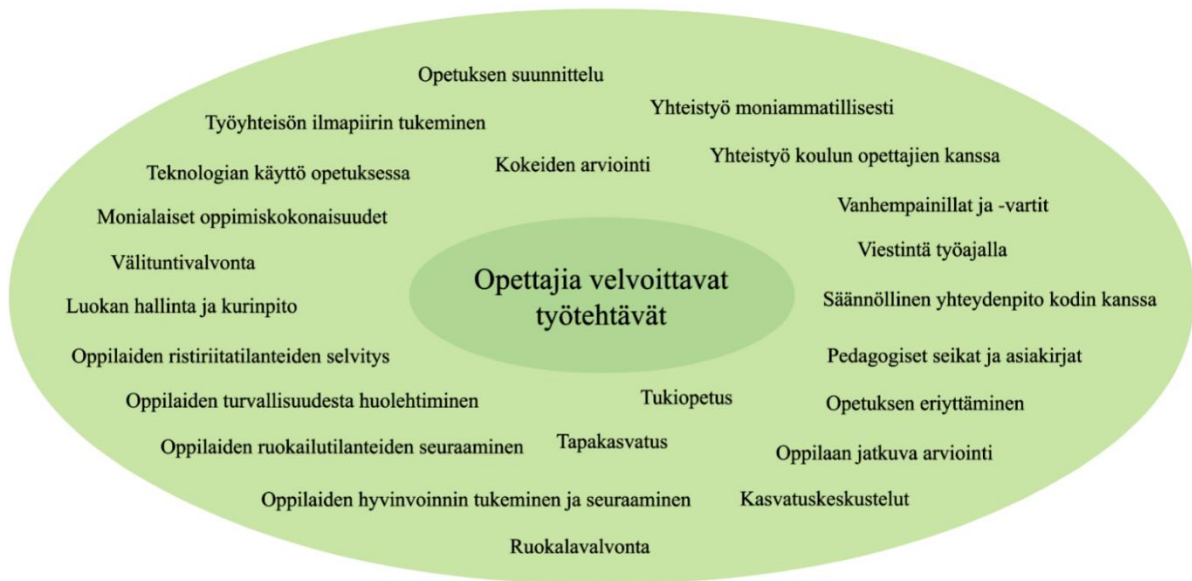 Opetuksen suunnittelu
Yhteistyö moniammatillisesti
Työyhteisön ilmapiirin tukeminen
Kokeiden arviointi
Yhteistyö koulun opettajien kanssa
Teknologian käyttö opetuksessa
Vanhempainillat ja -vartit
Monialaiset oppimiskokonaisuudet
Viestintä työajalla
Välituntivalvonta
Opettajia velvoittavat
työtehtävät
Säännöllinen yhteydenpito kodin kanssa
Luokan hallinta ja kurinpito
Oppilaiden ristiriitatilanteiden selvitys
Pedagogiset seikat ja asiakirjat
Oppilaiden turvallisuudesta huolehtiminen
Tukiopetus
Opetuksen eriyttäminen
Oppilaiden ruokailutilanteiden seuraaminen
Tapakasvatus
Oppilaan jatkuva arviointi
Oppilaiden hyvinvoinnin tukeminen ja seuraaminen
Kasvatuskeskustelut
Ruokalavalvonta